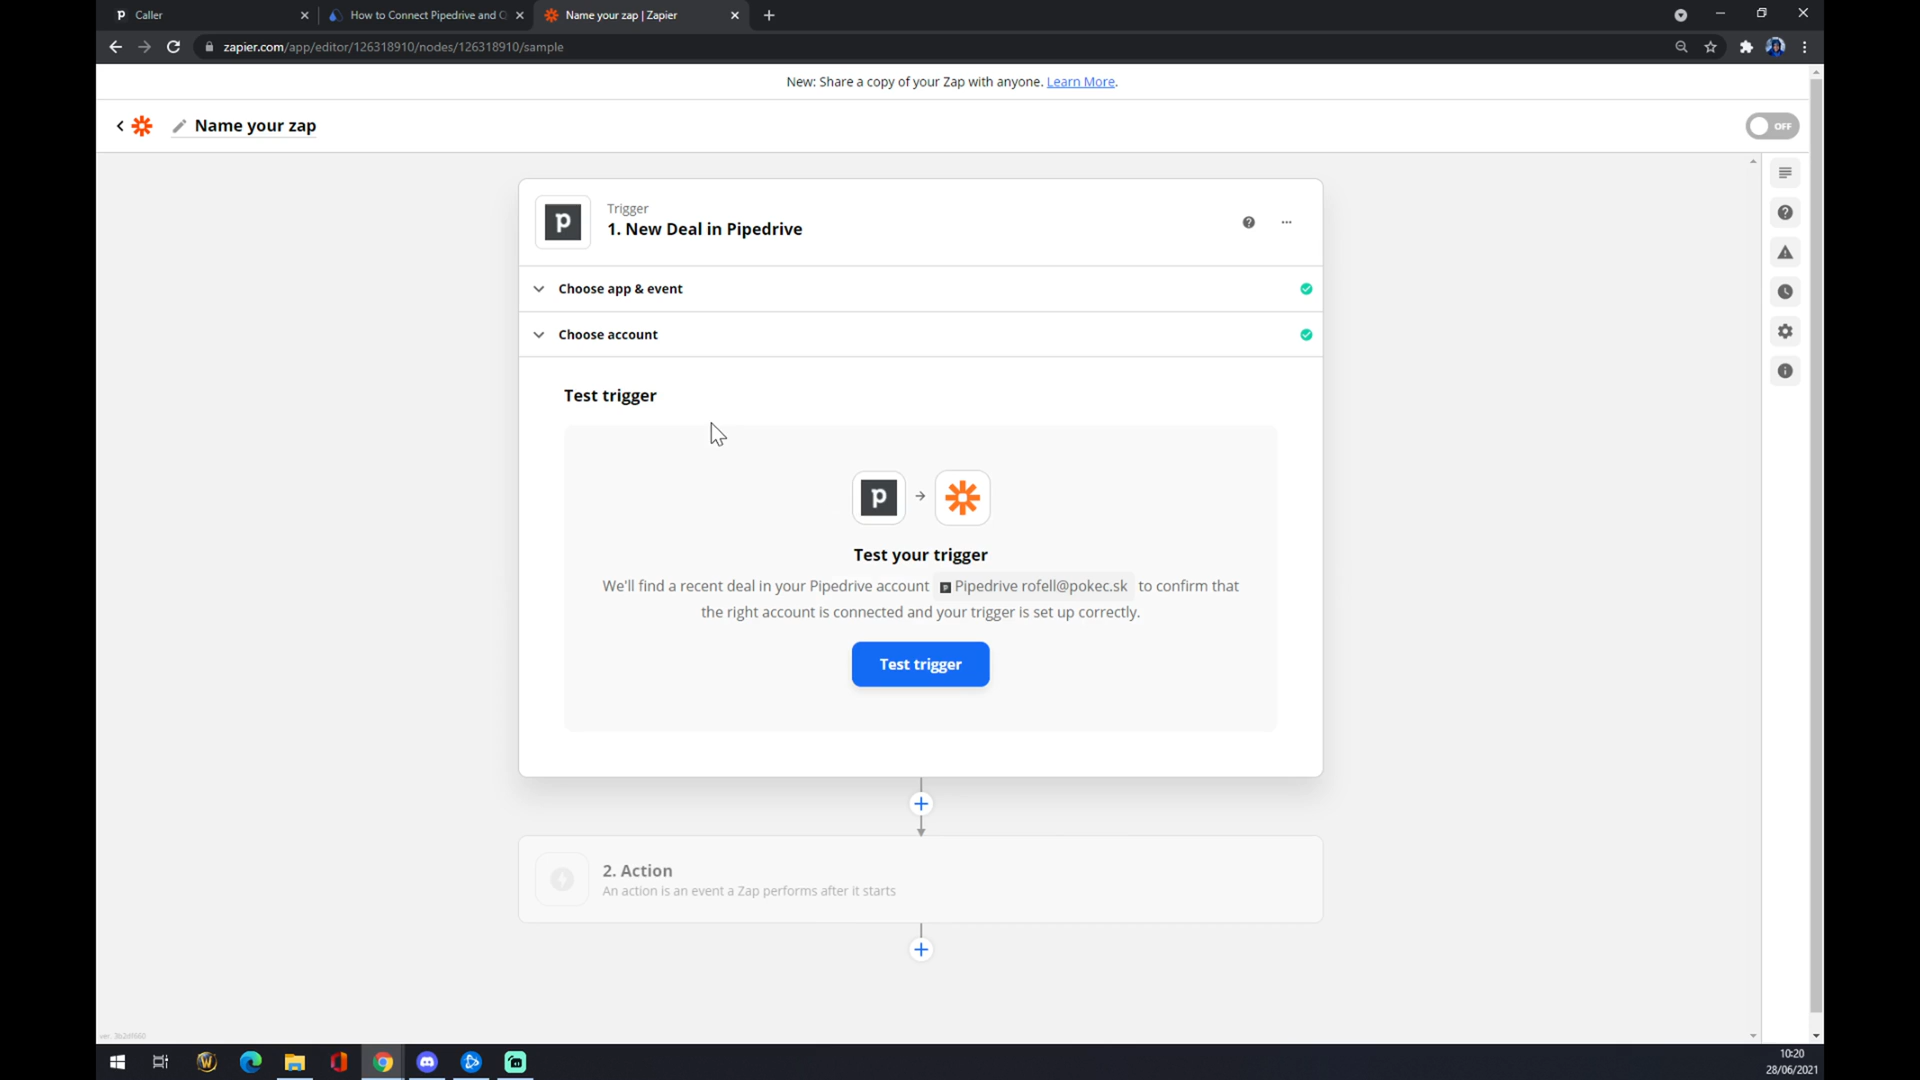 Caller
How to Connect Pipedrive and Q
Name your zap | Zapier
zapier.com/app/editor/126318910/nodes/126318910/sample
New: Share a copy of your Zap with anyone. Learn More.
Name your zap
OFF
Trigger
1. New Deal in Pipedrive
Choose app & event
Choose account
Test trigger
Test your trigger
We'll find a recent deal in your Pipedrive account Pipedrive rofell@pokec.sk to confirm that
the right account is connected and your trigger is set up correctly.
Test trigger
2. Action
An action is an event a Zap performs after it starts
10:20
28/06/2021